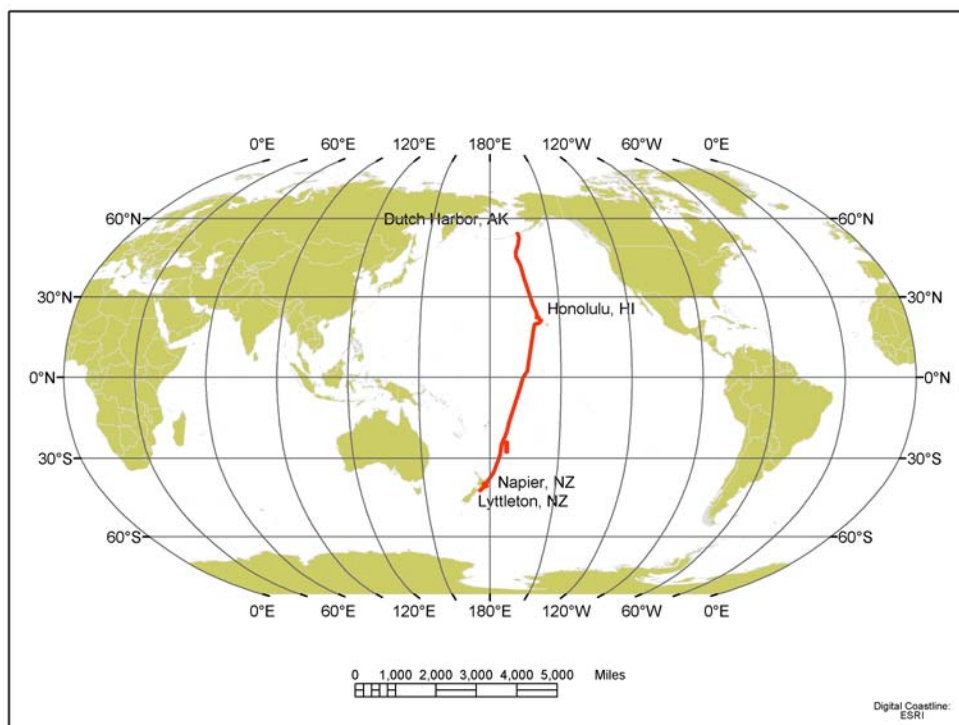 0°E 60°E 120°E 180°E 120°W 60°W 0°E
60°N Dutch Harbor, AK 60°N
30°N Honolulu, HI 30°N
0°N 0°N
30°S 30°S
Napier, NZ
Lyttleton, NZ
60°S 60°S
0°E 60°E 120°E 180°E 120°W 60°W 0°E
0 1,000 2,000 3,000 4,000 5,000 Miles
Digital Coastline:
ESRI